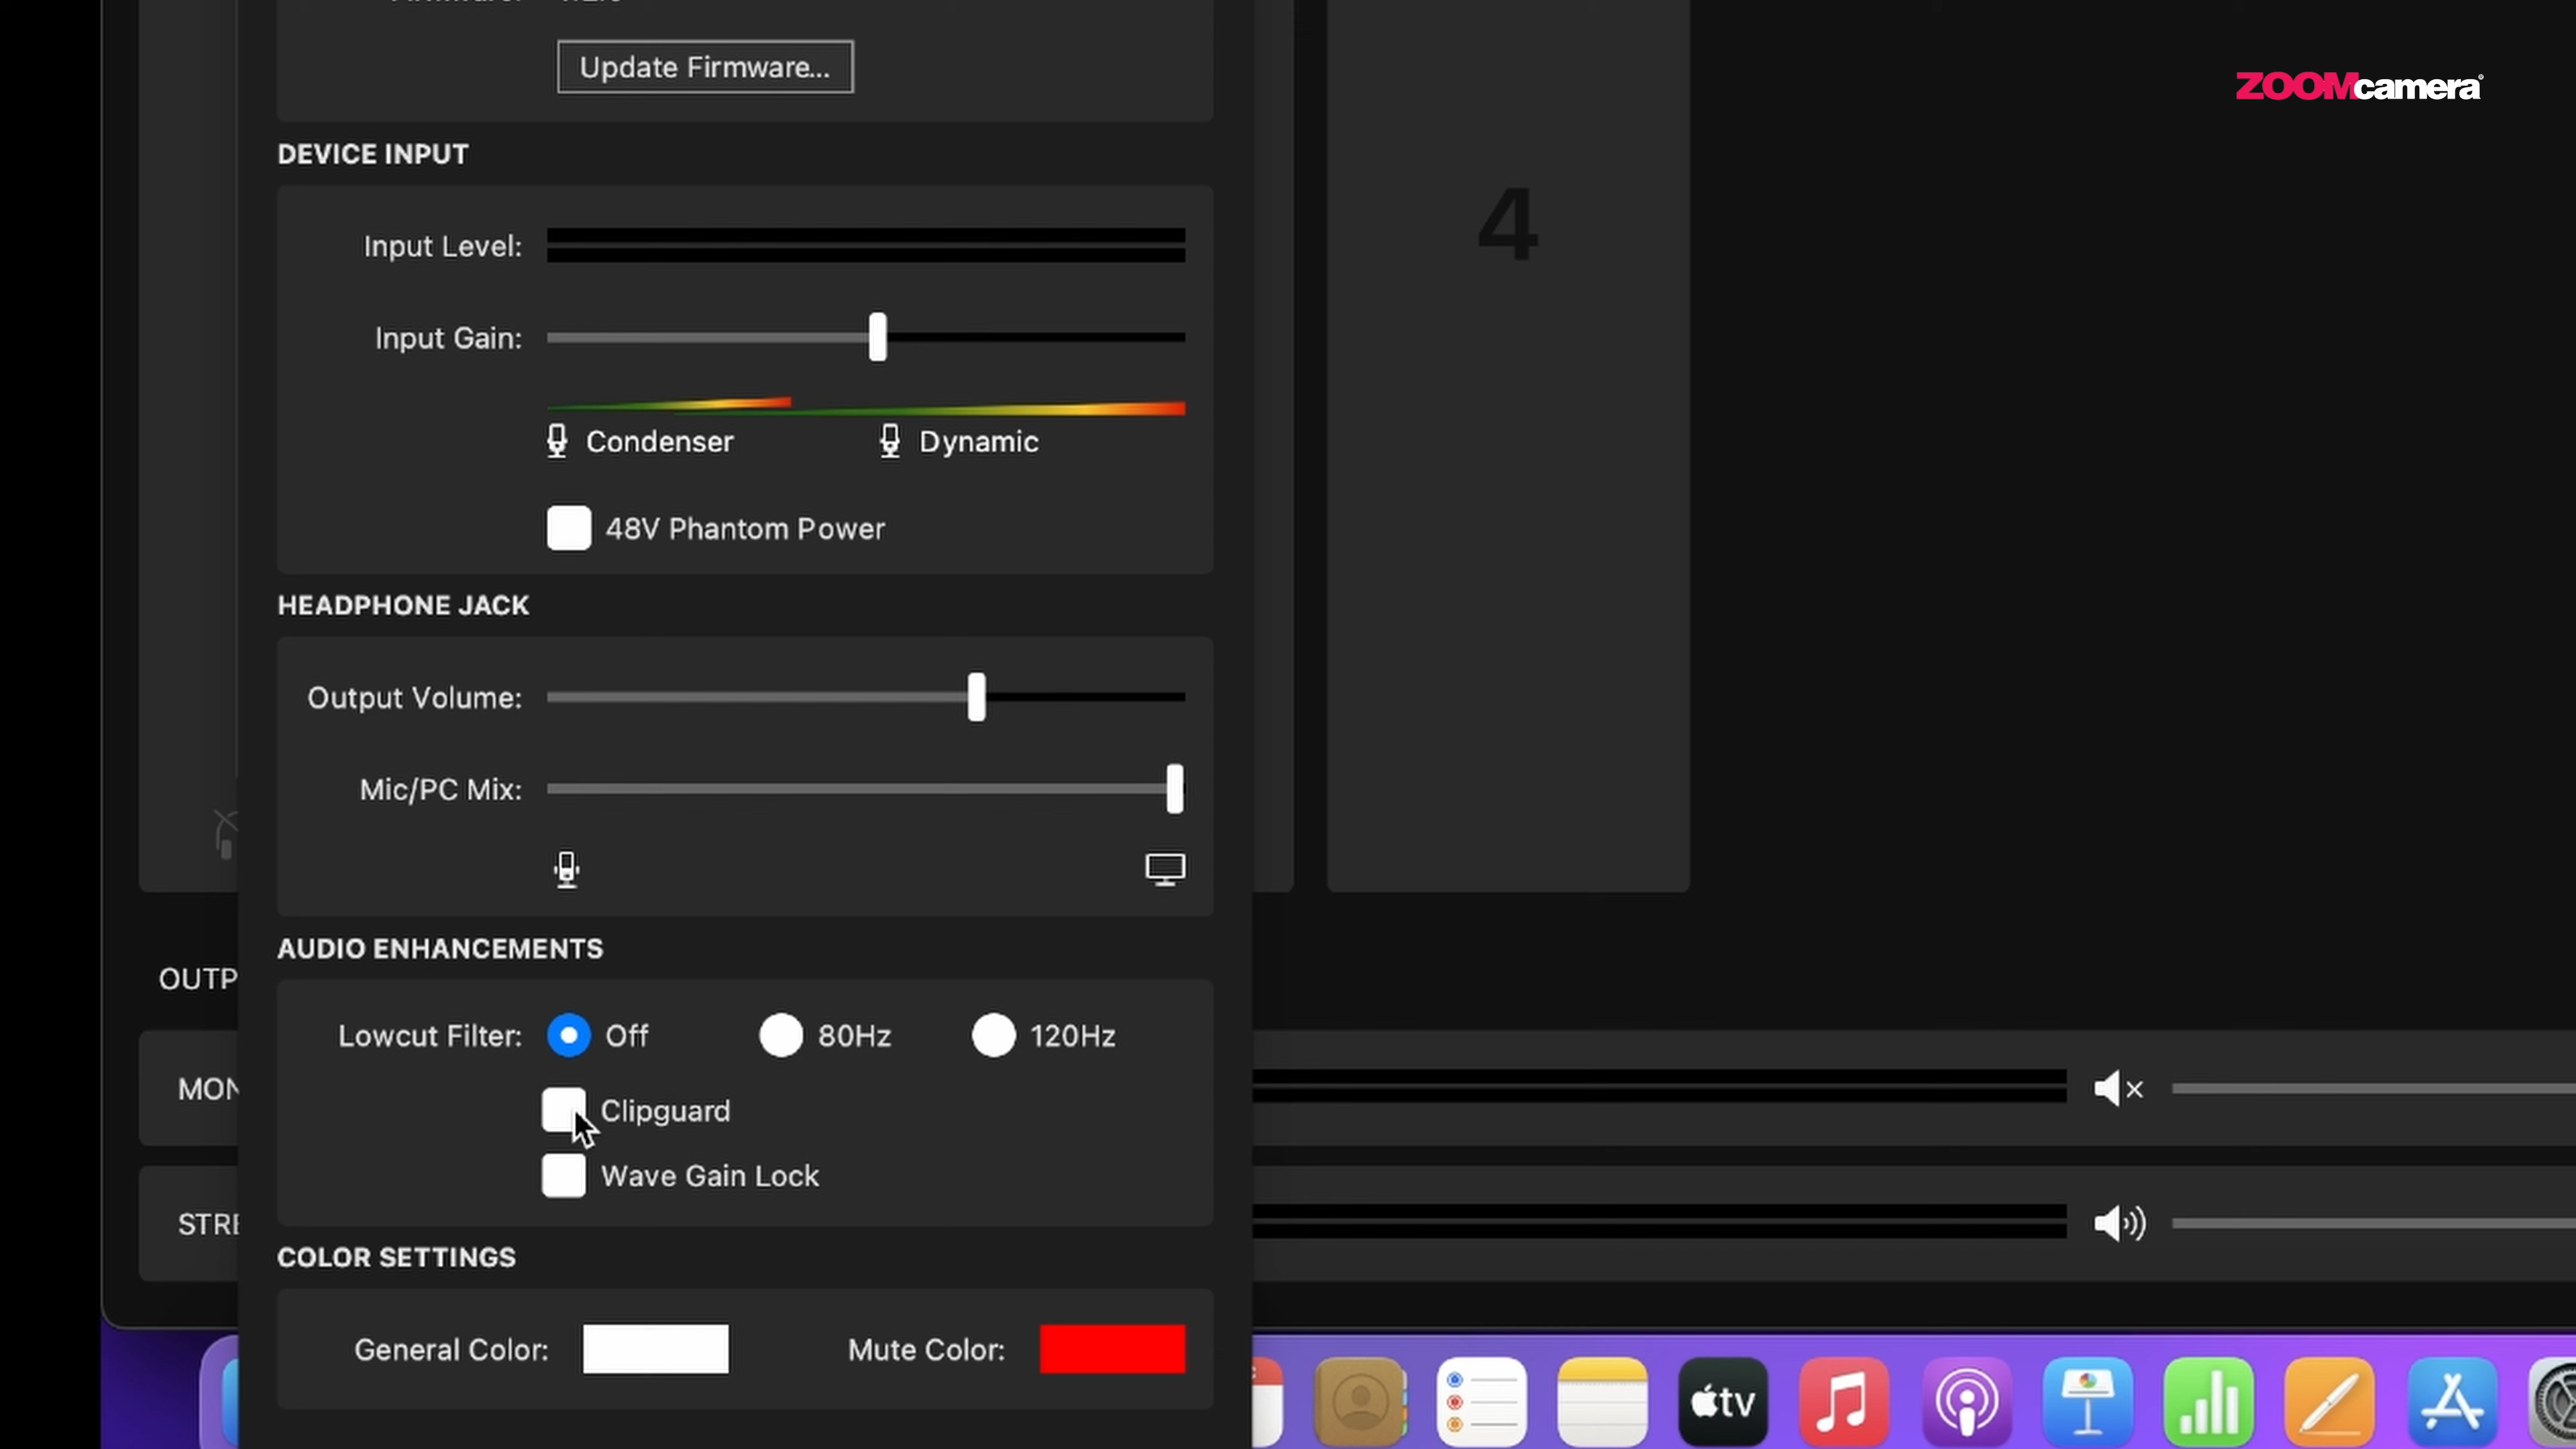 Update Firmware...
ZOOMcamera
DEVICE INPUT
4
Input Level:
Input Gain:
Condenser
Dynamic
48V Phantom Power
HEADPHONE JACK
Output Volume:
Mic/PC Mix:
AUDIO ENHANCEMENTS
OUTP
Lowcut Filter:
Off
80Hz
120Hz
MON
Clipguard
Wave Gain Lock
STRE
COLOR SETTINGS
General Color:
Mute Color:
tv